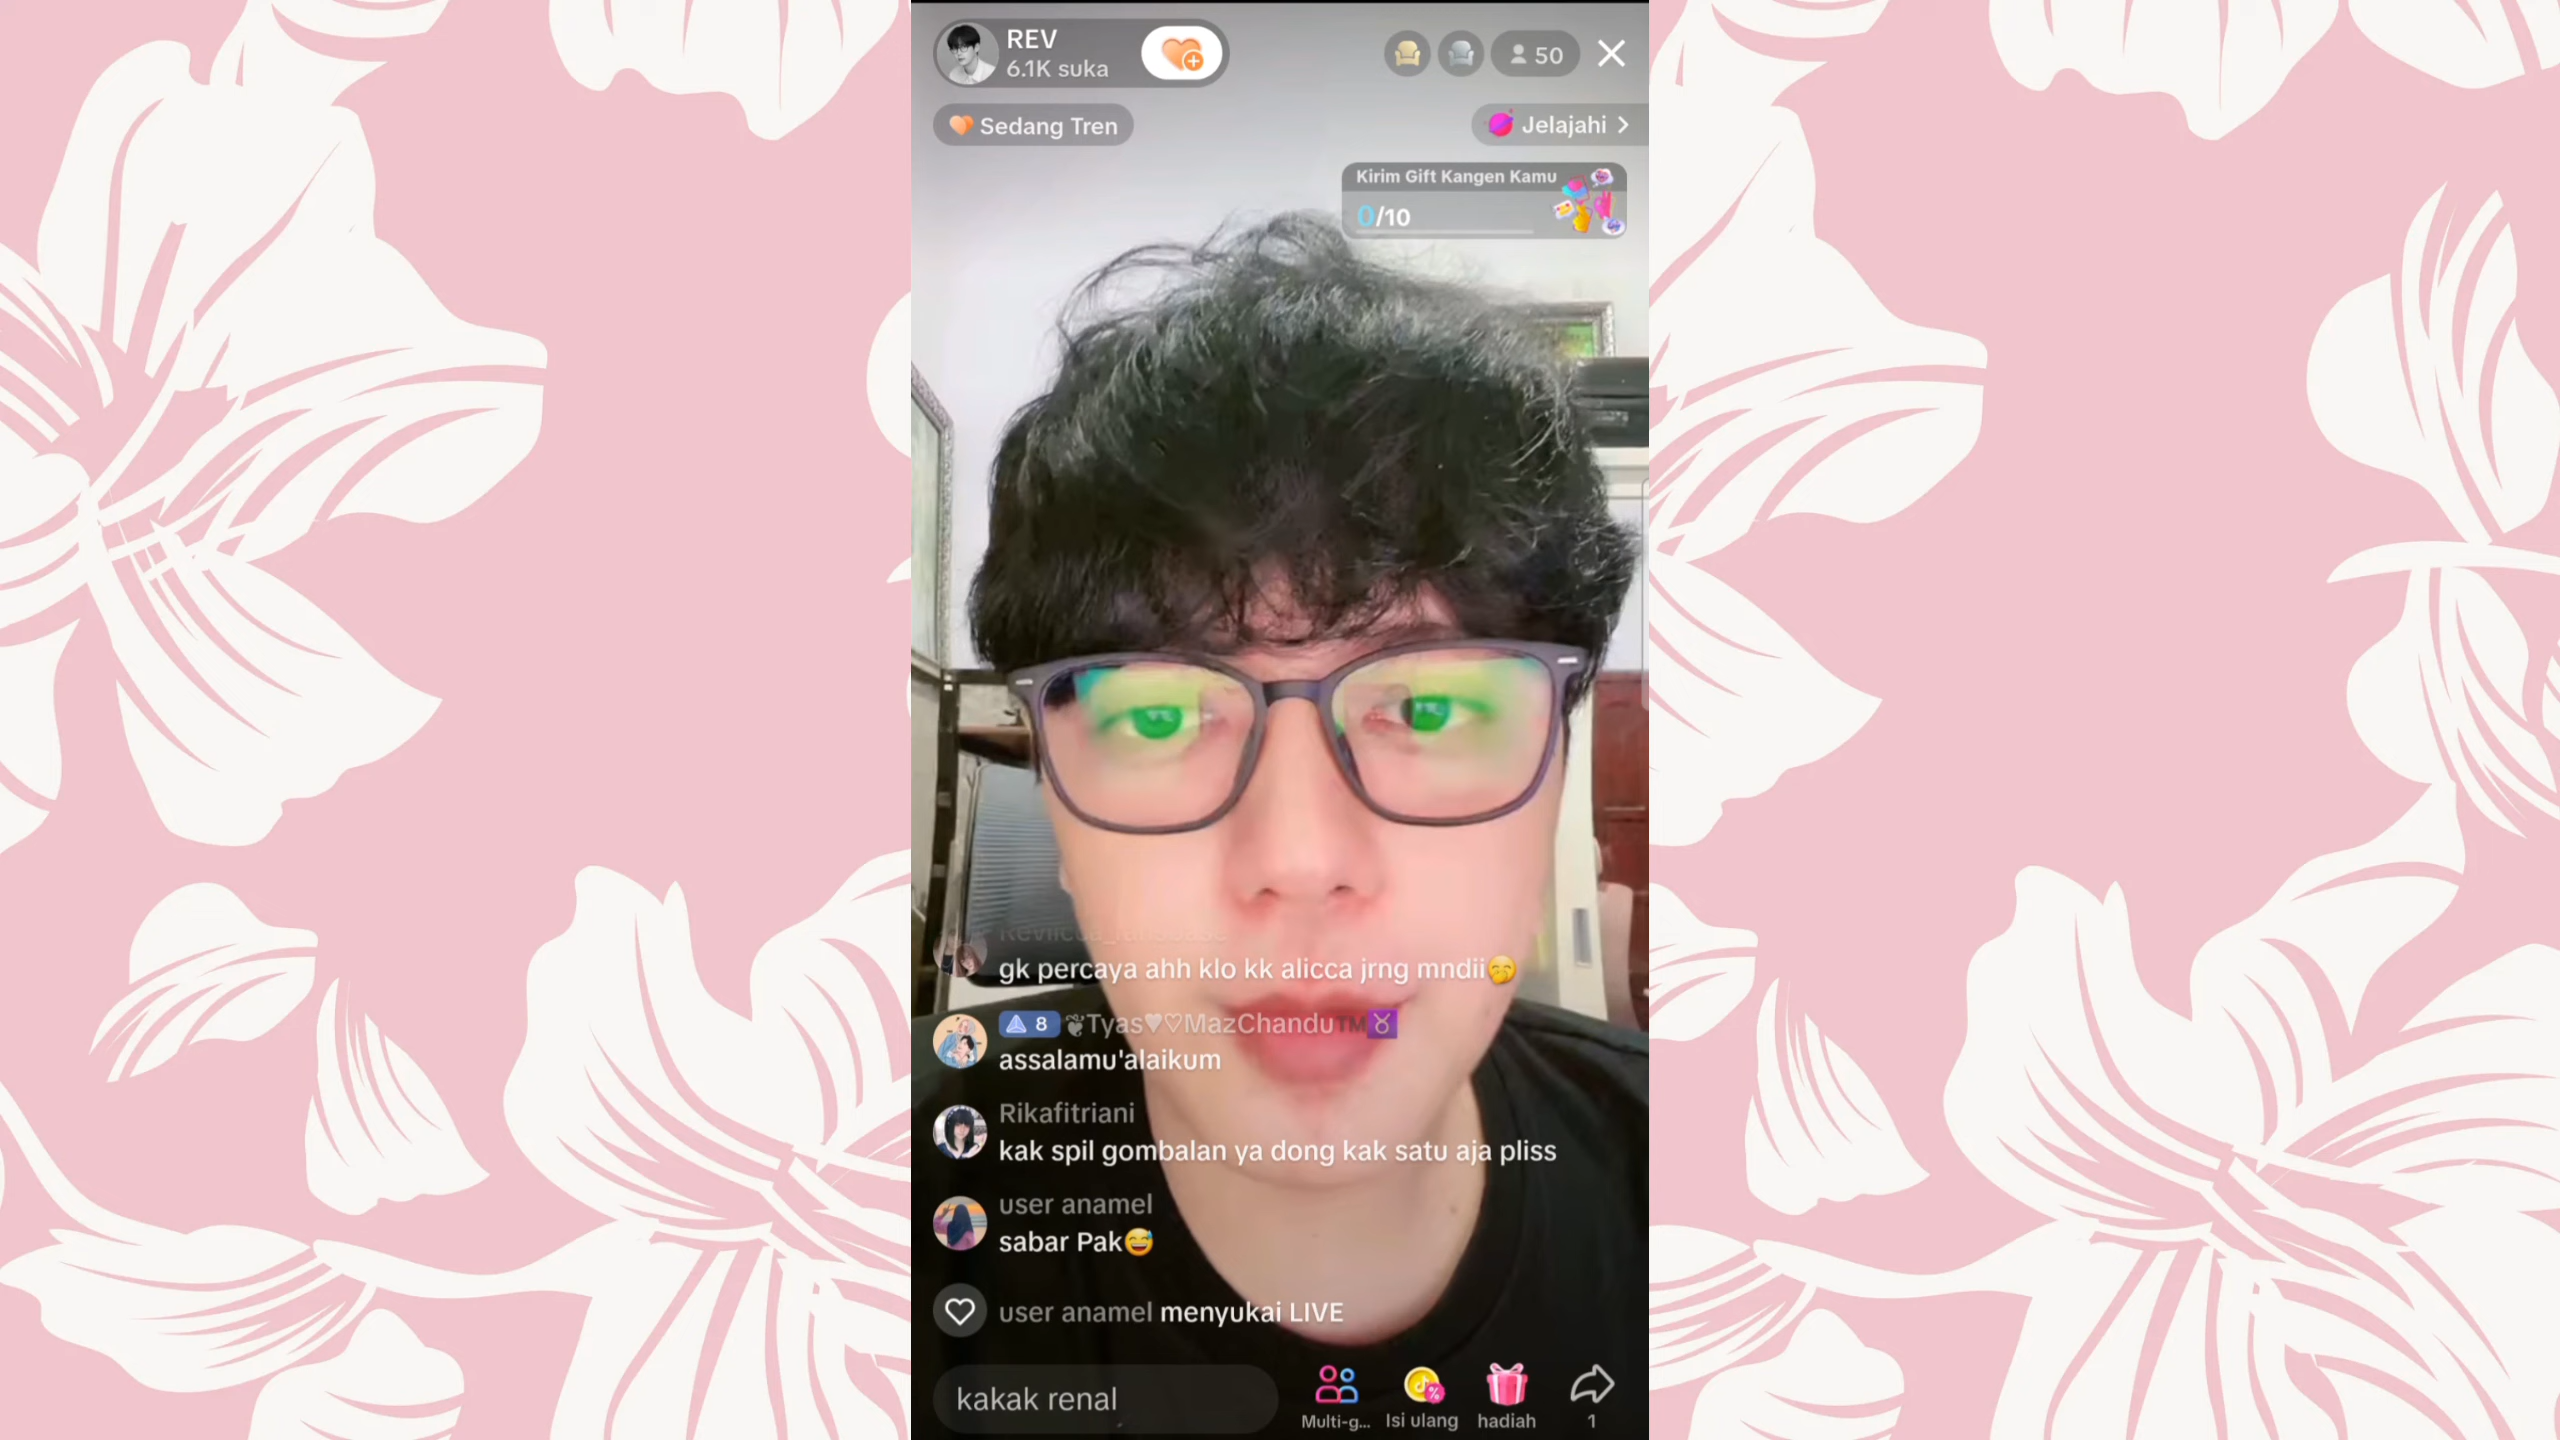 REV
6.1K suka
50
Sedang Tren
Jelajahi
Kirim Gift Kangen Kamu
0/10
gk percaya ahh klo kk alicca jrng mndii🤭
8 ❦Tyas♥♡MazChandu™♉
assalamu'alaikum
Rikafitriani
kak spil gombalan ya dong kak satu aja pliss
user anamel
sabar Pak😅
user anamel menyukai LIVE
kakak renal
Multi-g...
Isi ulang
hadiah
1